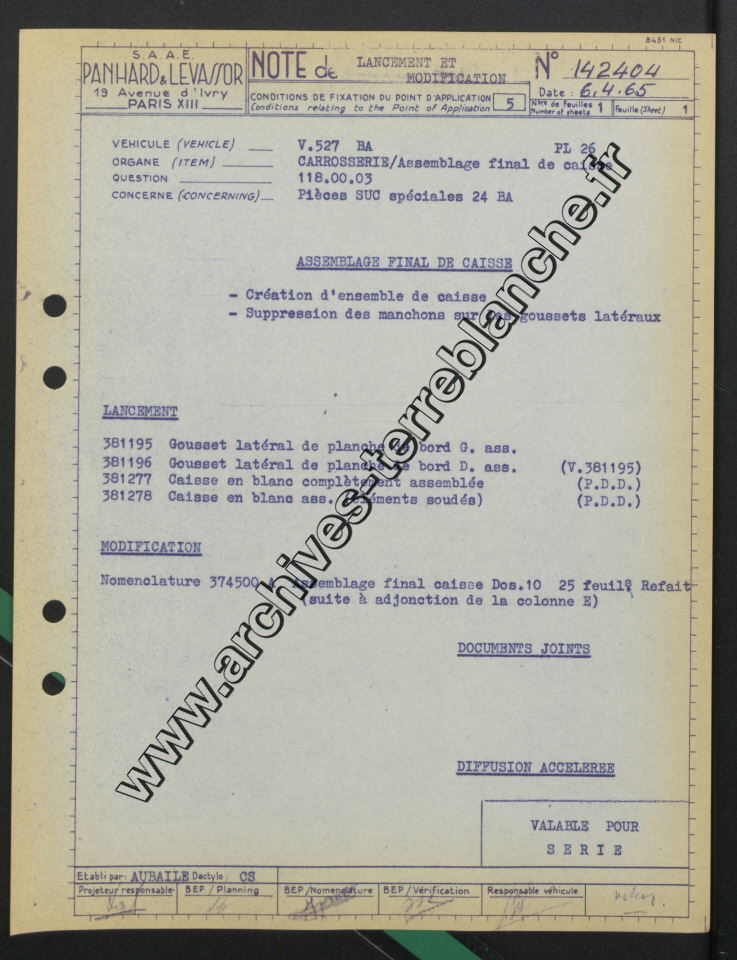 8431 NIC
S.A.A.E.
PANHARD & LEVASSOR
19 Avenue d'Ivry
PARIS XIII
NOTE de LANCEMENT ET
MODIFICATION
CONDITIONS DE FIXATION DU POINT D'APPLICATION
Conditions relating to the Point of Application
5
N° 142404
Date : 6.4.65
Nbre de feuilles 1
Number of sheets
Feuille (Sheet) 1
VEHICULE (VEHICLE) V.527 BA PL 26
ORGANE (ITEM) CARROSSERIE/Assemblage final de caisse
QUESTION 118.00.03
CONCERNE (CONCERNING) Pièces SUC spéciales 24 BA
ASSEMBLAGE FINAL DE CAISSE
- Création d'ensemble de caisse
- Suppression des manchons sur des goussets latéraux
LANCEMENT
381195 Gousset latéral de planche de bord G. ass.
381196 Gousset latéral de planche de bord D. ass. (V.381195)
381277 Caisse en blanc complètement assemblée (P.D.D.)
381278 Caisse en blanc ass. (éléments soudés) (P.D.D.)
MODIFICATION
Nomenclature 374500 A Assemblage final caisse Dos.10 25 feuils Refait
(suite à adjonction de la colonne E)
DOCUMENTS JOINTS
DIFFUSION ACCELEREE
VALABLE POUR
SERIE
Etabli par: AUBAILE Dactylo: CS
Projeteur responsable
BEP / Planning
BEP / Nomenclature
BEP / Vérification
Responsable véhicule
www.archives-terreblanche.fr